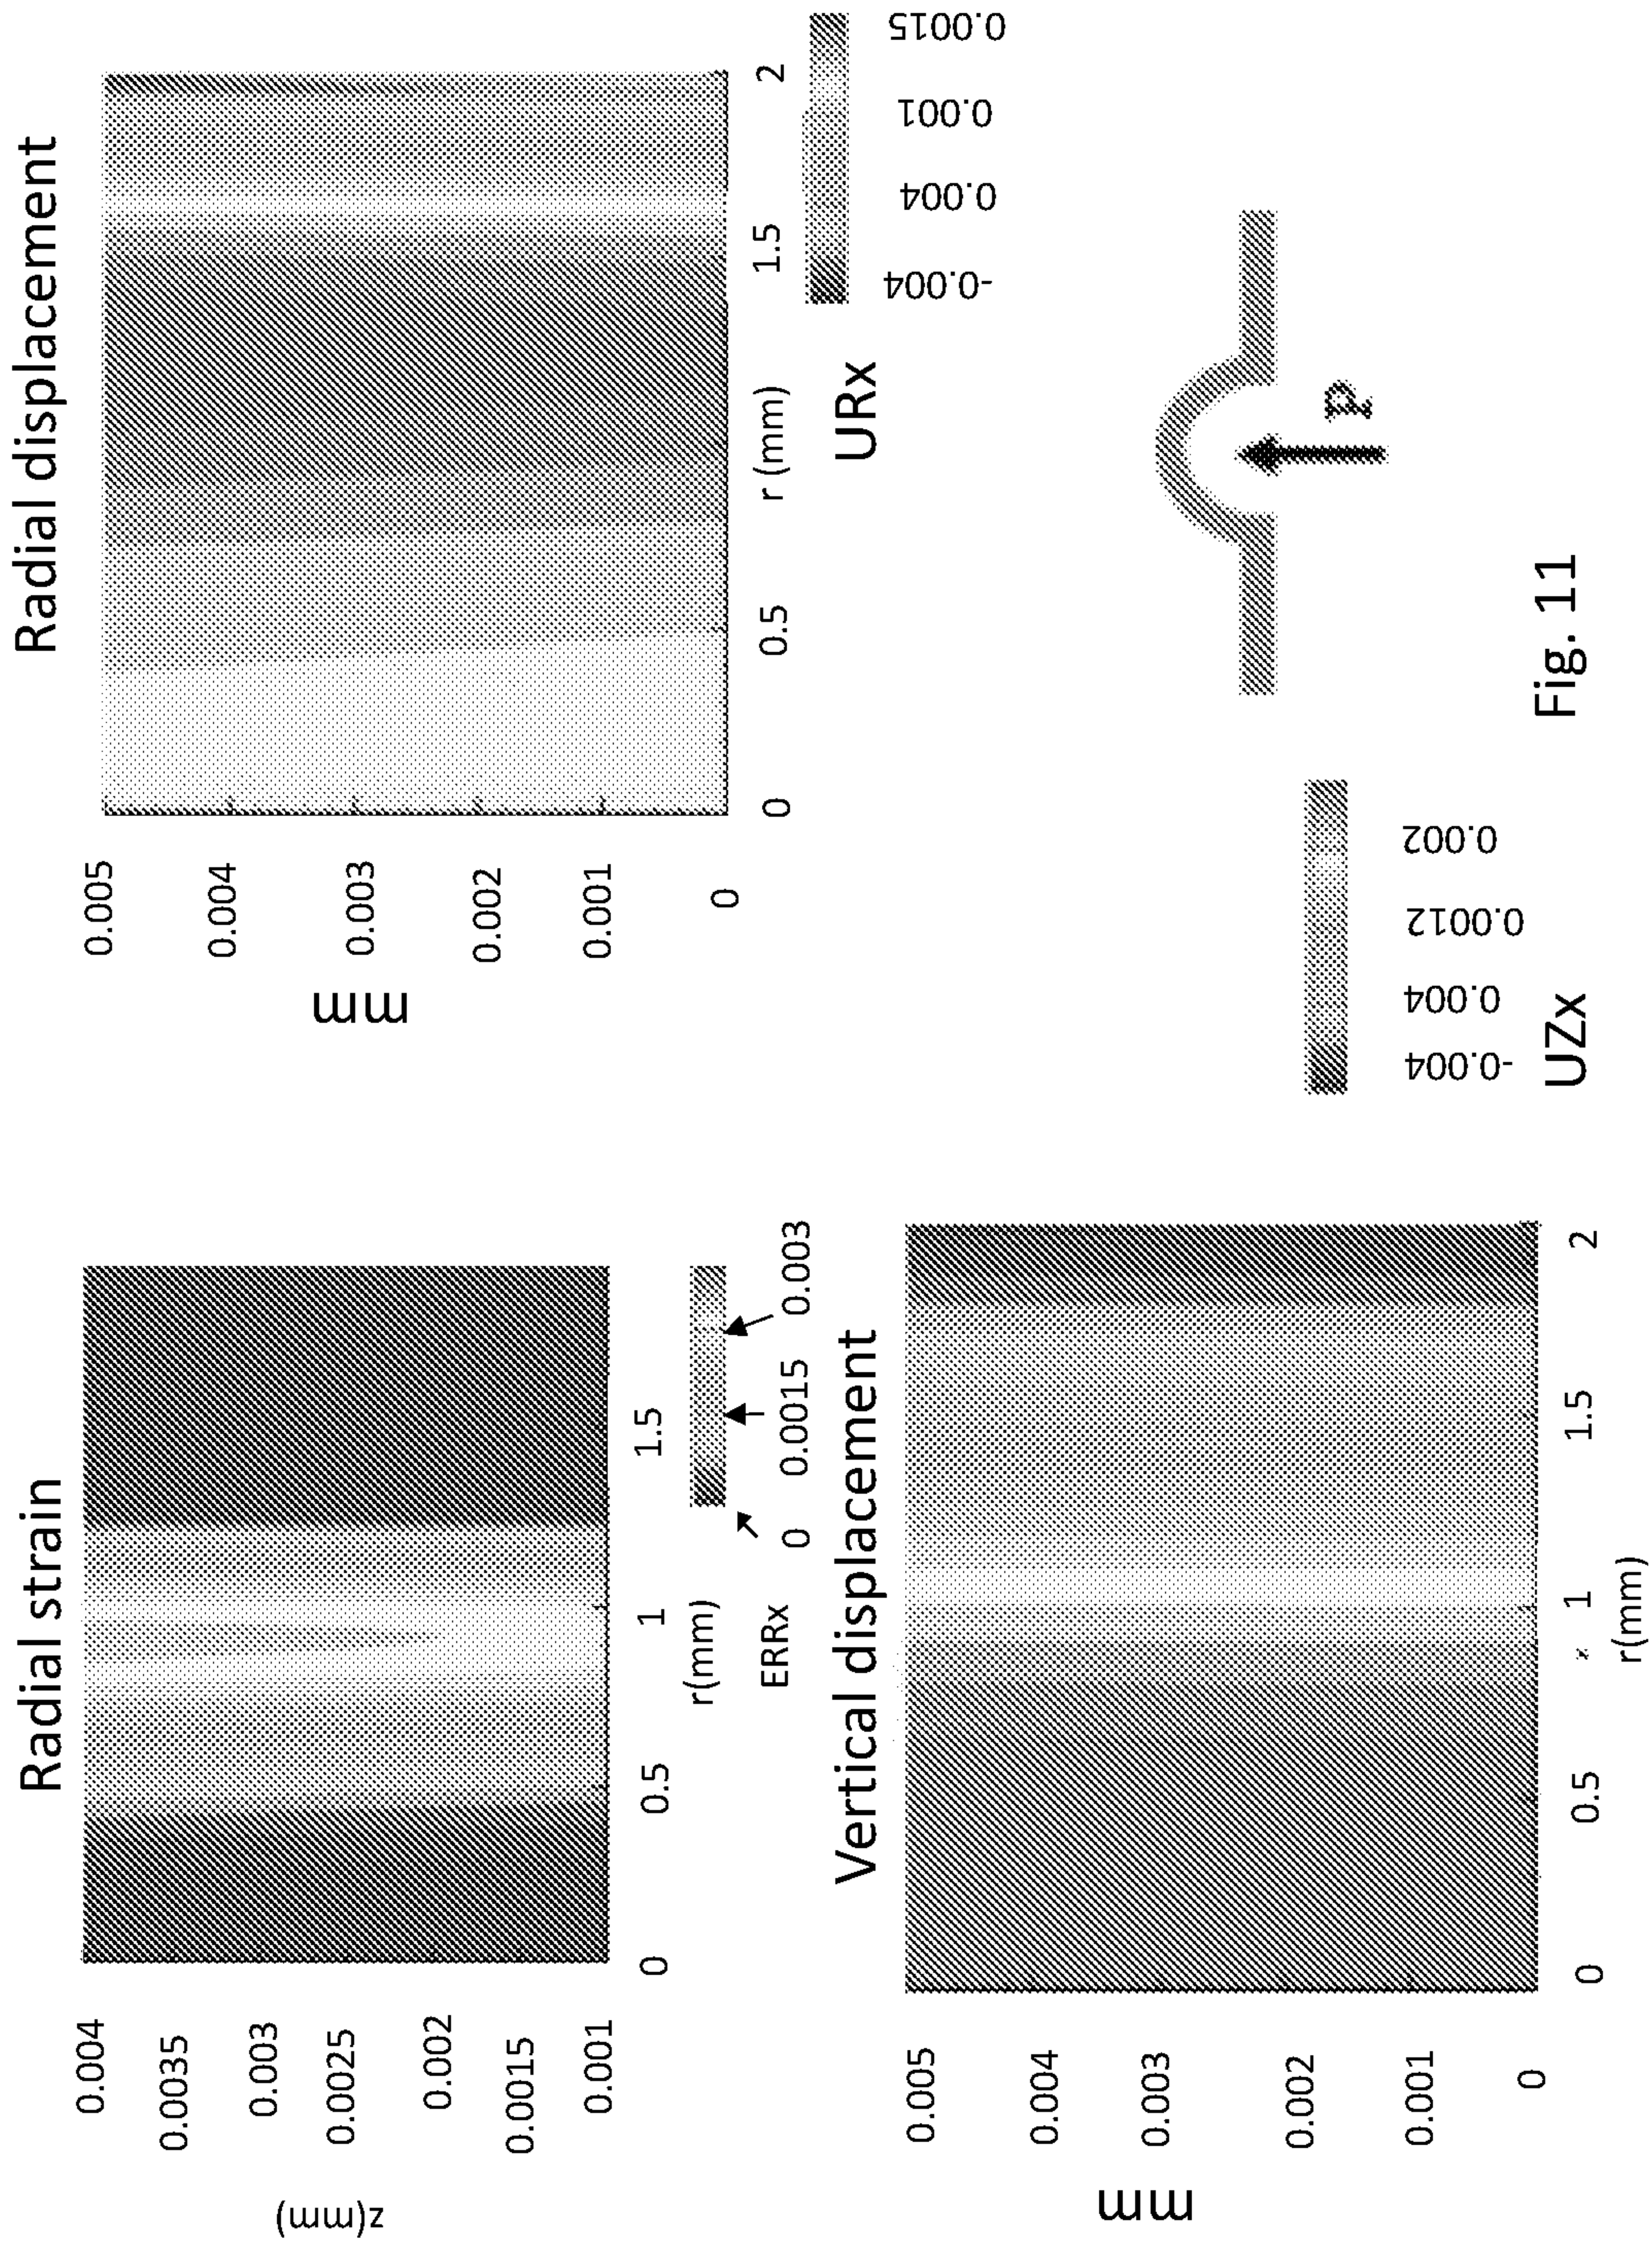 Radial strain
0.004
0.0035
0.003
0.0025
0.002
0.0015
0.001
z(mm)
0
0.5
1
1.5
r(mm)
ERRx
0
0.0015
0.003
Radial displacement
0.005
0.004
0.003
0.002
0.001
0
mm
0
0.5
1.5
2
r (mm)
URx
-0.004
0.004
0.001
0.0015
Vertical displacement
0.005
0.004
0.003
0.002
0.001
0
mm
0
0.5
1
1.5
2
x
r(mm)
UZx
-0.004
0.004
0.0012
0.002
P
Fig. 11